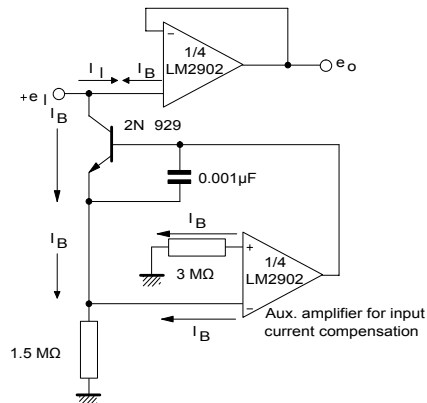 1/4
LM2902
e o
I I
I B
+e I
I B
2N 929
0.001µF
I B
I B
3 MΩ
1/4
LM2902
Aux. amplifier for input
current compensation
I B
1.5 MΩ